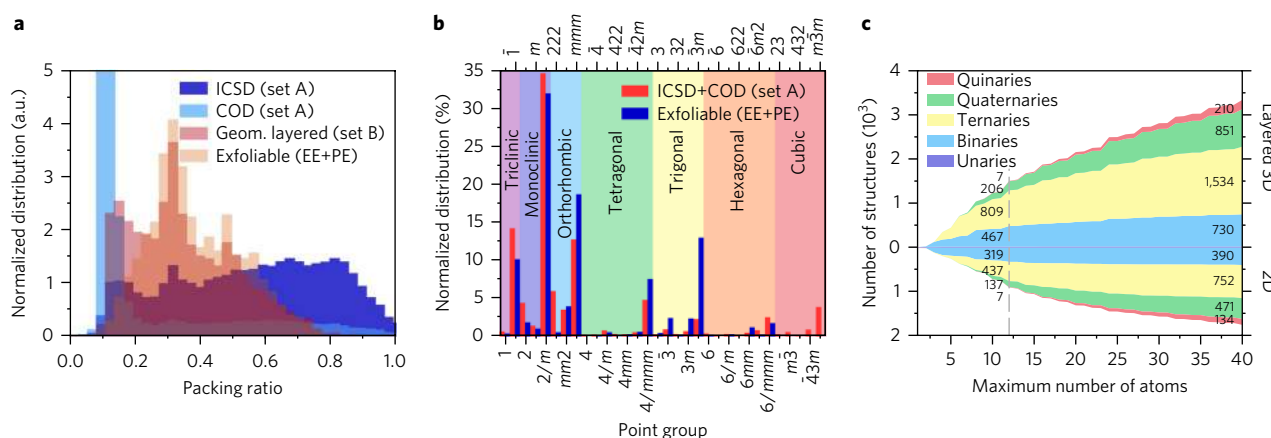 a
5
4
3
2
1
0
0.0 0.2 0.4 0.6 0.8 1.0
Normalized distribution (a.u.)
Packing ratio
ICSD (set A)
COD (set A)
Geom. layered (set B)
Exfoliable (EE+PE)
b
1̅ m 222 mmm 4̅ 422 4̅2m 3 32 3̅m 6̅ 622 6̅m2 23 432 m3̅m
35
30
25
20
15
10
5
0
Normalized distribution (%)
ICSD+COD (set A)
Exfoliable (EE+PE)
Triclinic
Monoclinic
Orthorhombic
Tetragonal
Trigonal
Hexagonal
Cubic
1 2 2/m mm2 4 4/m 4mm 4/mmm 3̅ 3m 6 6/m 6mm 6/mmm m3̅ 4̅3m
Point group
c
4
3
2
1
0
1
2
Number of structures (10³)
Quinaries
Quaternaries
Ternaries
Binaries
Unaries
7
206
809
467
319
437
137
7
210
851
1,534
730
390
752
471
134
Layered 3D
2D
5 10 15 20 25 30 35 40
Maximum number of atoms